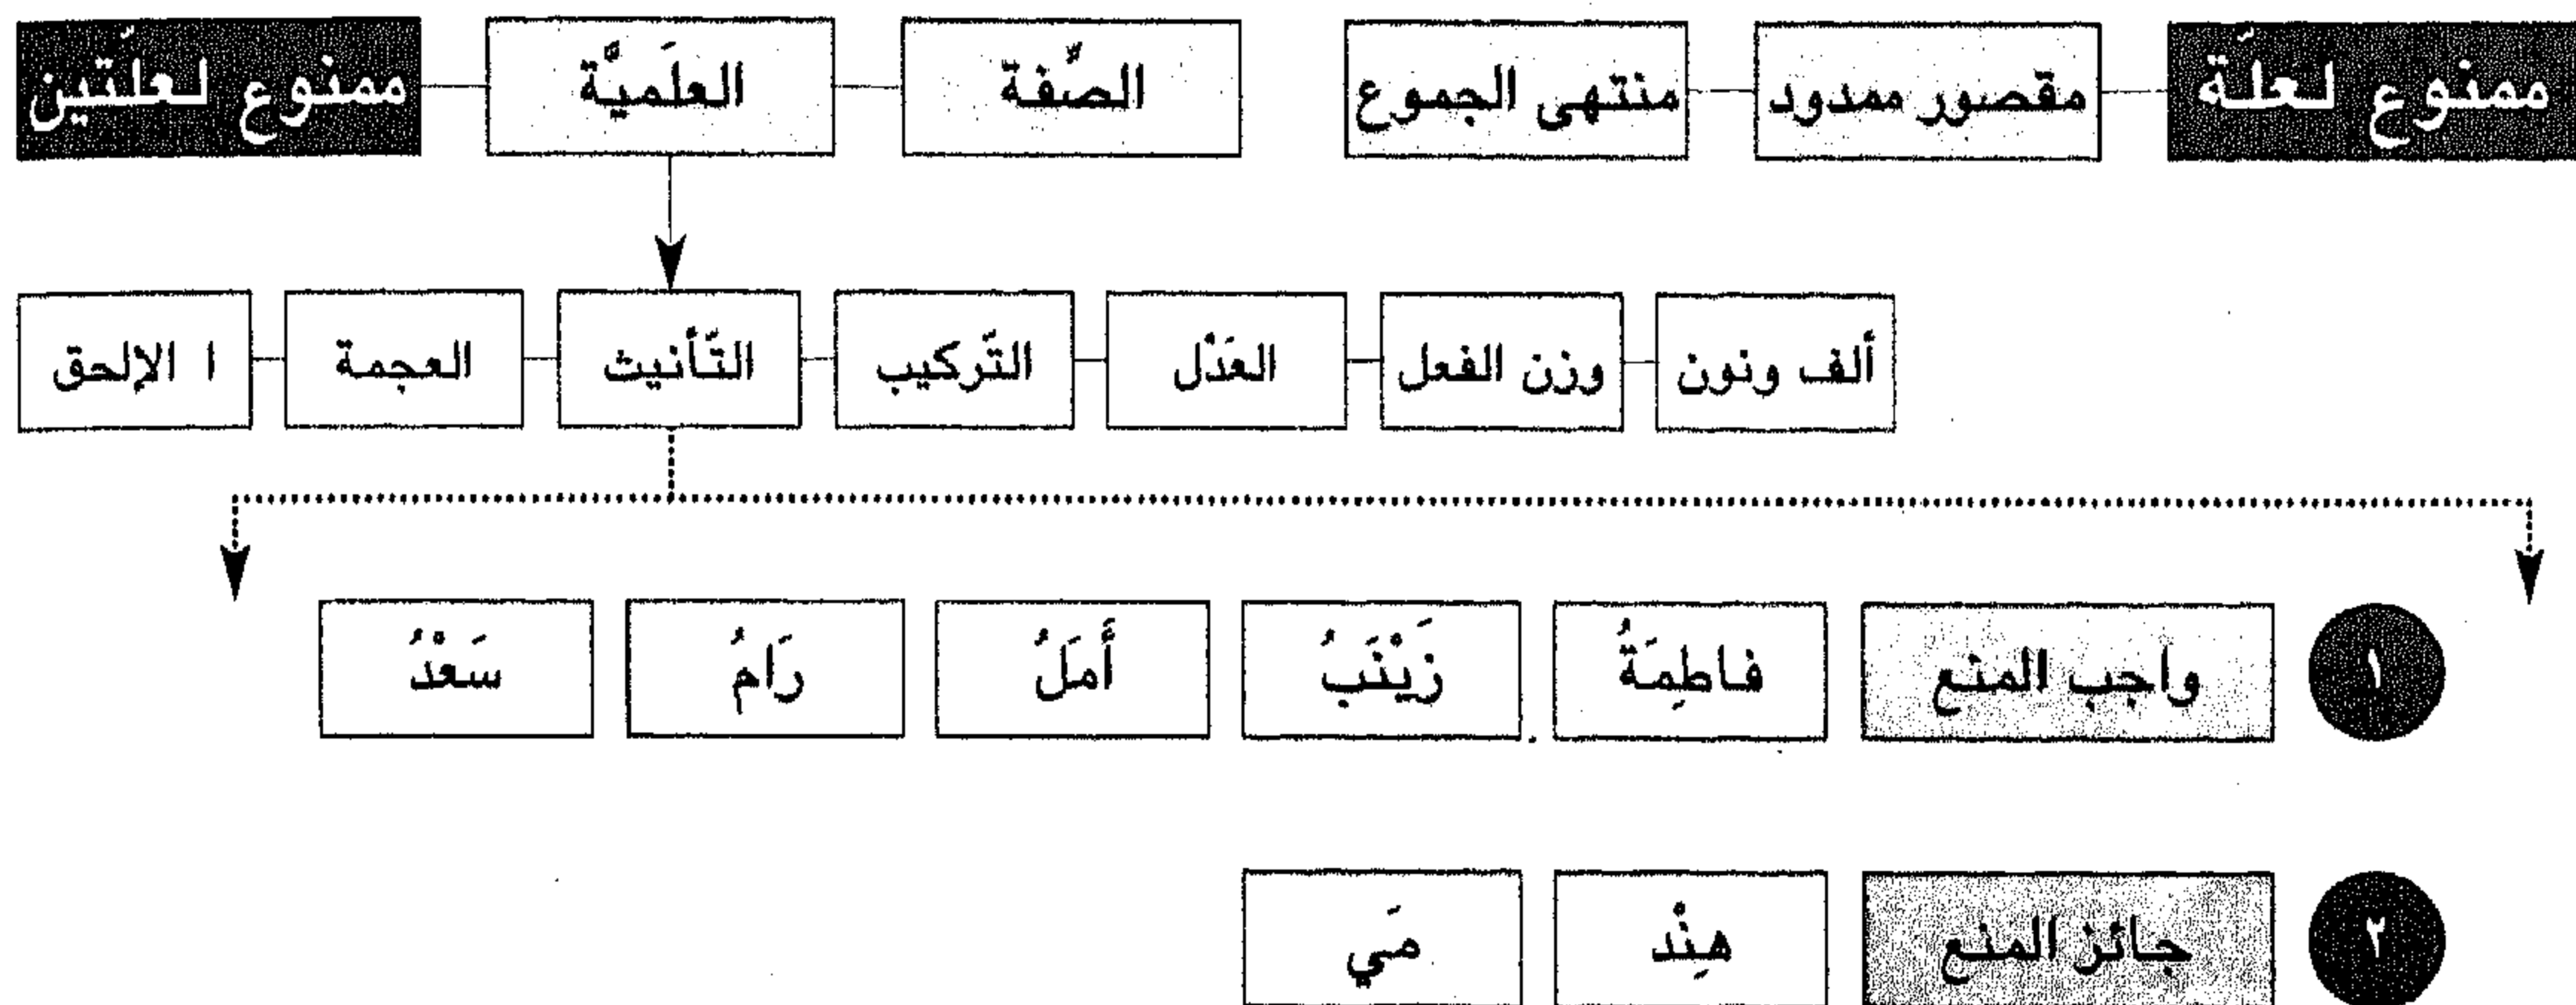 ممنوع لعلّة مقصور ممدود منتهى الجموع الصِّفة العلَميَّة ممنوع لعلّتين
ألف ونون وزن الفعل العَدْل التّركيب التّأنيث العجمة ا الإلحق
١ واجب المنع فاطِمَةُ زَيْنَبُ أَمَلُ رَامُ سَعْدُ
٢ جائز المنع هِنْد مَي